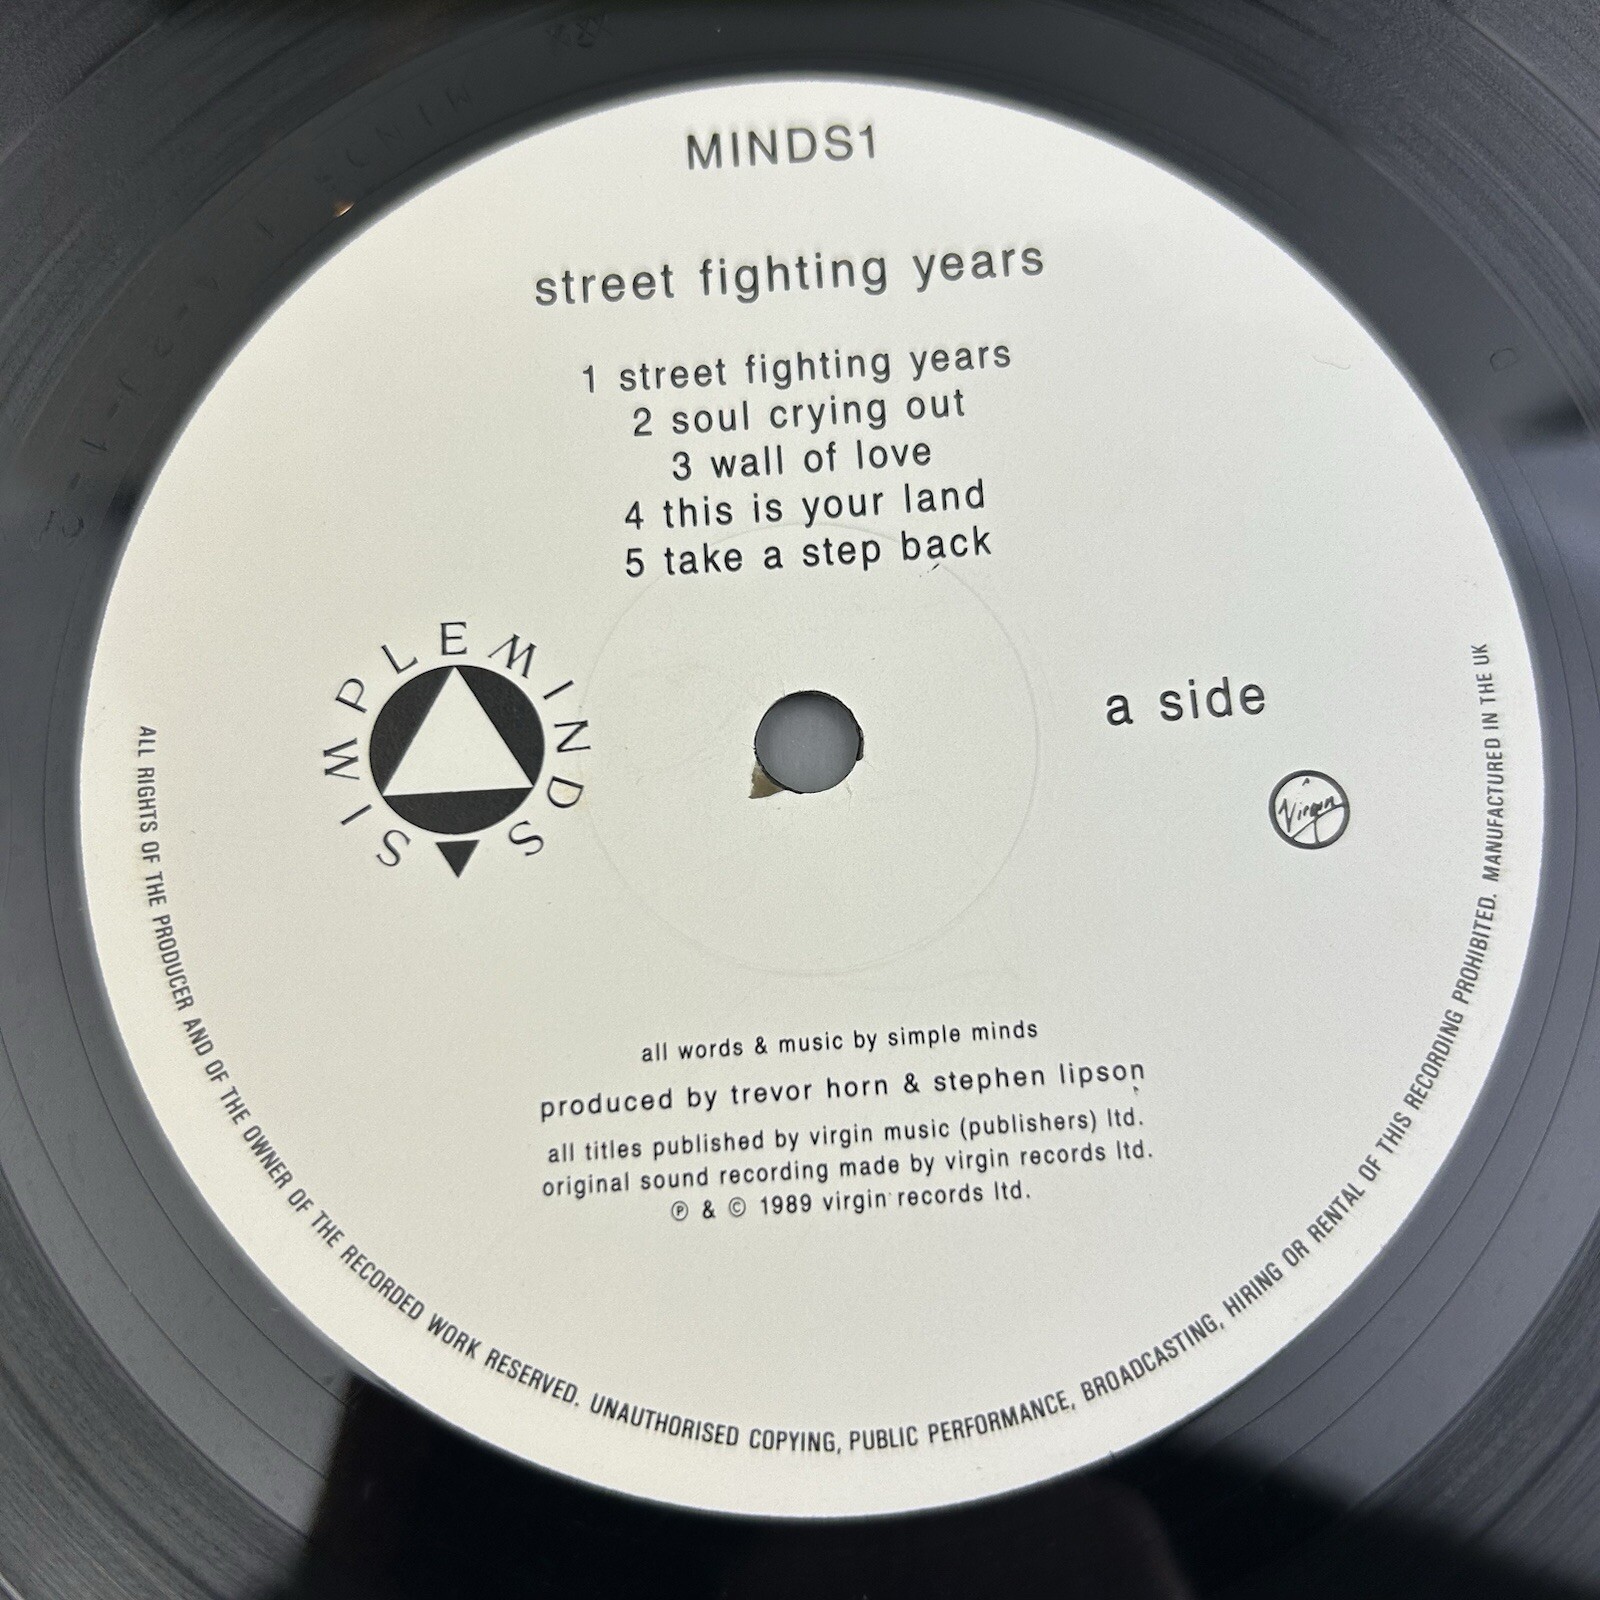 MINDS1
street fighting years
1 street fighting years
2 soul crying out
3 wall of love
4 this is your land
5 take a step back
SIMPLE MINDS
a side
Virgin
all words & music by simple minds
produced by trevor horn & stephen lipson
all titles published by virgin music (publishers) ltd.
original sound recording made by virgin records ltd.
℗ & © 1989 virgin records ltd.
ALL RIGHTS OF THE PRODUCER AND OF THE OWNER OF THE RECORDED WORK RESERVED. UNAUTHORISED COPYING, PUBLIC PERFORMANCE, BROADCASTING, HIRING OR RENTAL OF THIS RECORDING PROHIBITED. MANUFACTURED IN THE UK